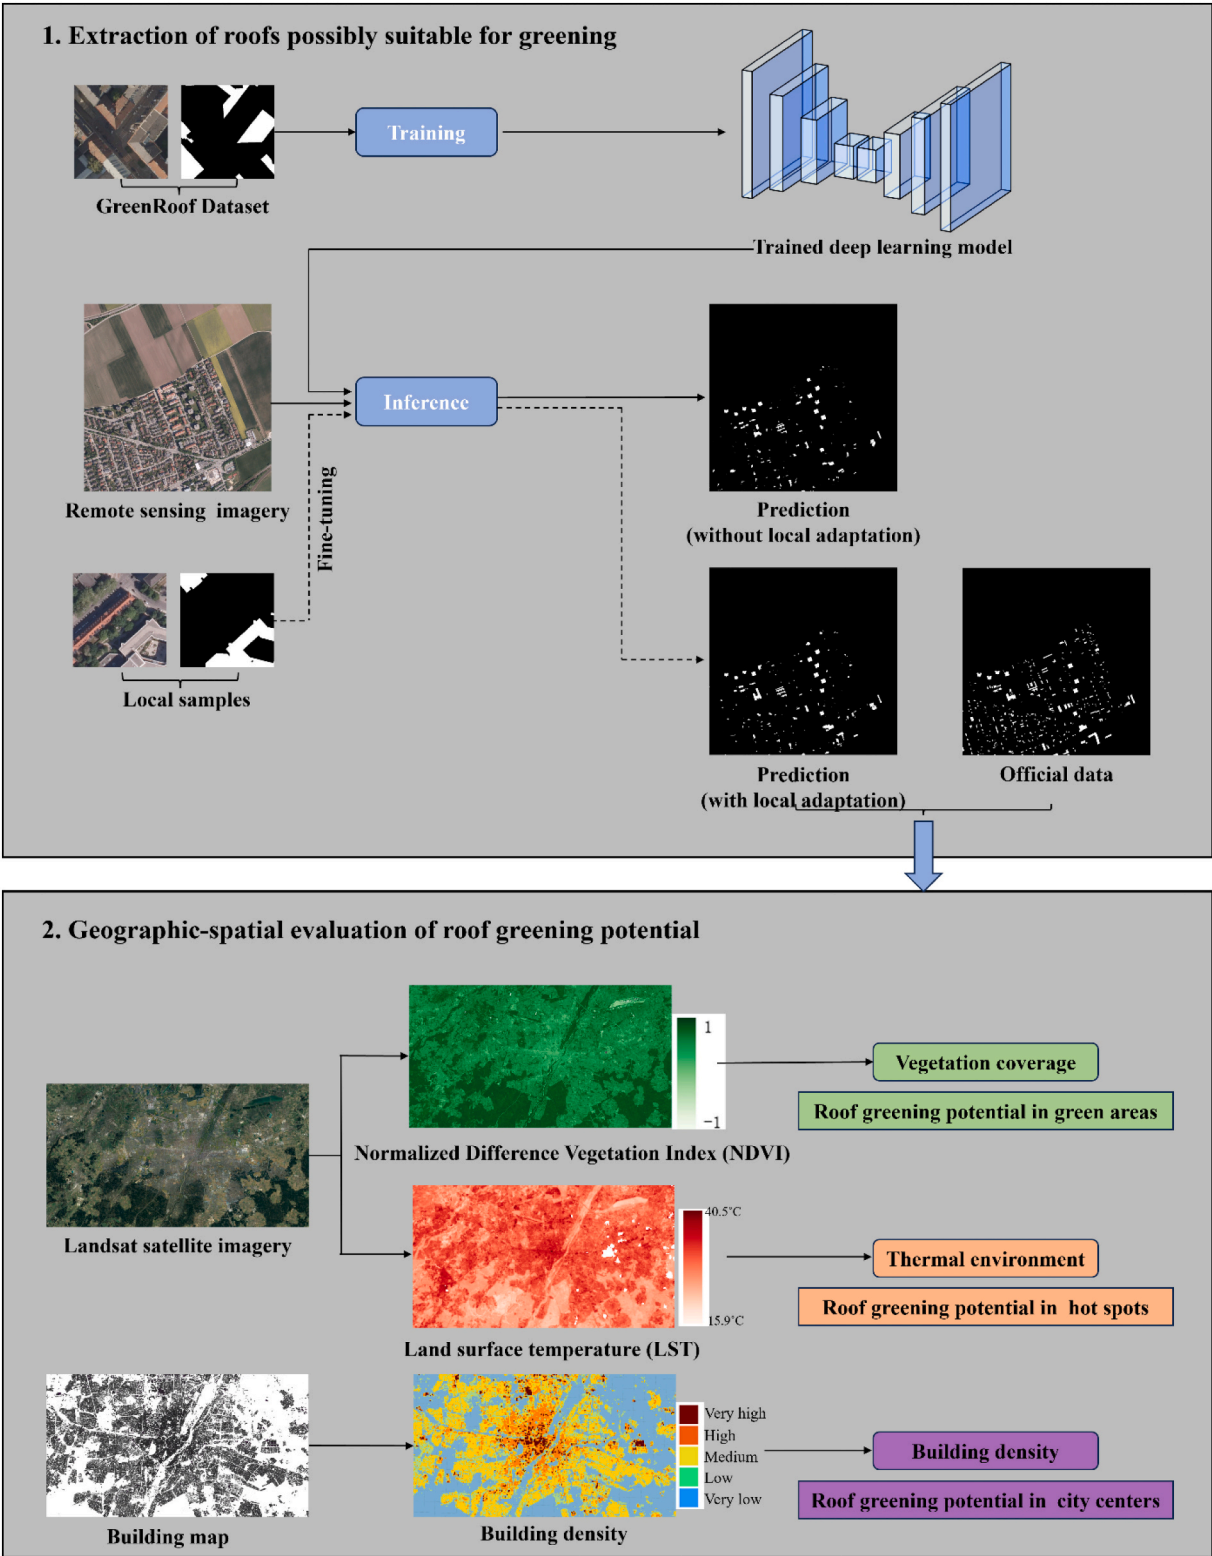 1. Extraction of roofs possibly suitable for greening
Training
GreenRoof Dataset
Trained deep learning model
Inference
Remote sensing imagery
Fine-tuning
Prediction
(without local adaptation)
Local samples
Prediction
(with local adaptation)
Official data
2. Geographic-spatial evaluation of roof greening potential
1
-1
Vegetation coverage
Roof greening potential in green areas
Normalized Difference Vegetation Index (NDVI)
Landsat satellite imagery
40.5°C
15.9°C
Thermal environment
Roof greening potential in hot spots
Land surface temperature (LST)
Very high
High
Medium
Low
Very low
Building density
Roof greening potential in city centers
Building map
Building density